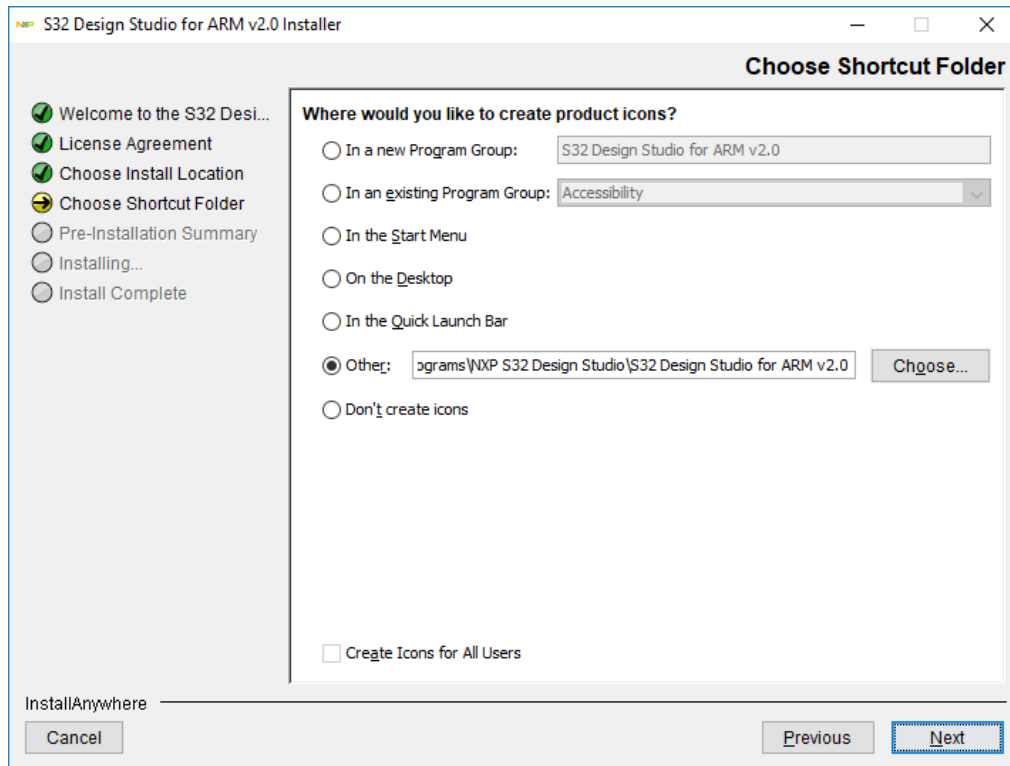 NXP S32 Design Studio for ARM v2.0 Installer
Choose Shortcut Folder
Welcome to the S32 Desi...
License Agreement
Choose Install Location
Choose Shortcut Folder
Pre-Installation Summary
Installing...
Install Complete
Where would you like to create product icons?
In a new Program Group: S32 Design Studio for ARM v2.0
In an existing Program Group: Accessibility
In the Start Menu
On the Desktop
In the Quick Launch Bar
Other: ograms\NXP S32 Design Studio\S32 Design Studio for ARM v2.0 Choose...
Don't create icons
Create Icons for All Users
InstallAnywhere
Cancel Previous Next